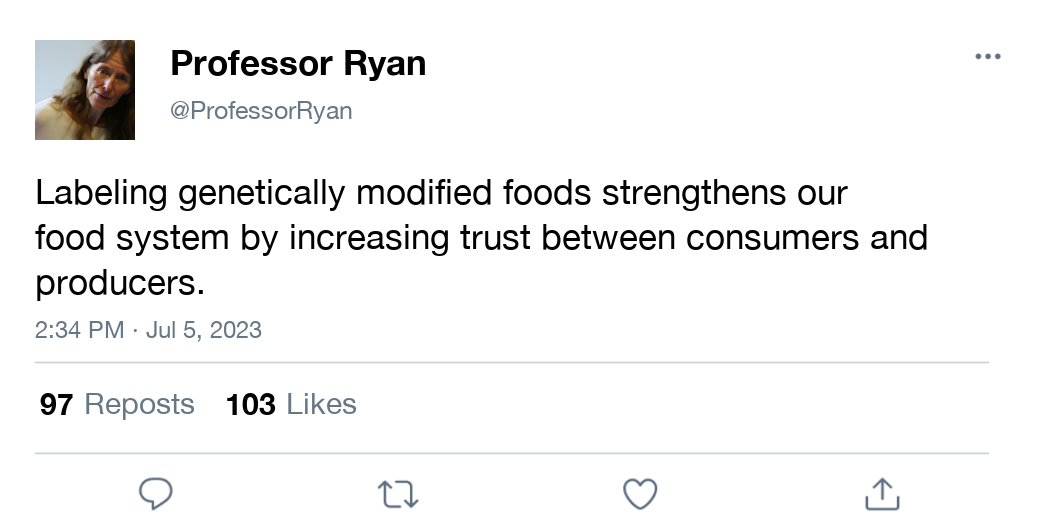 Professor Ryan
@ProfessorRyan
Labeling genetically modified foods strengthens our
food system by increasing trust between consumers and
producers.
2:34 PM · Jul 5, 2023
97 Reposts 103 Likes